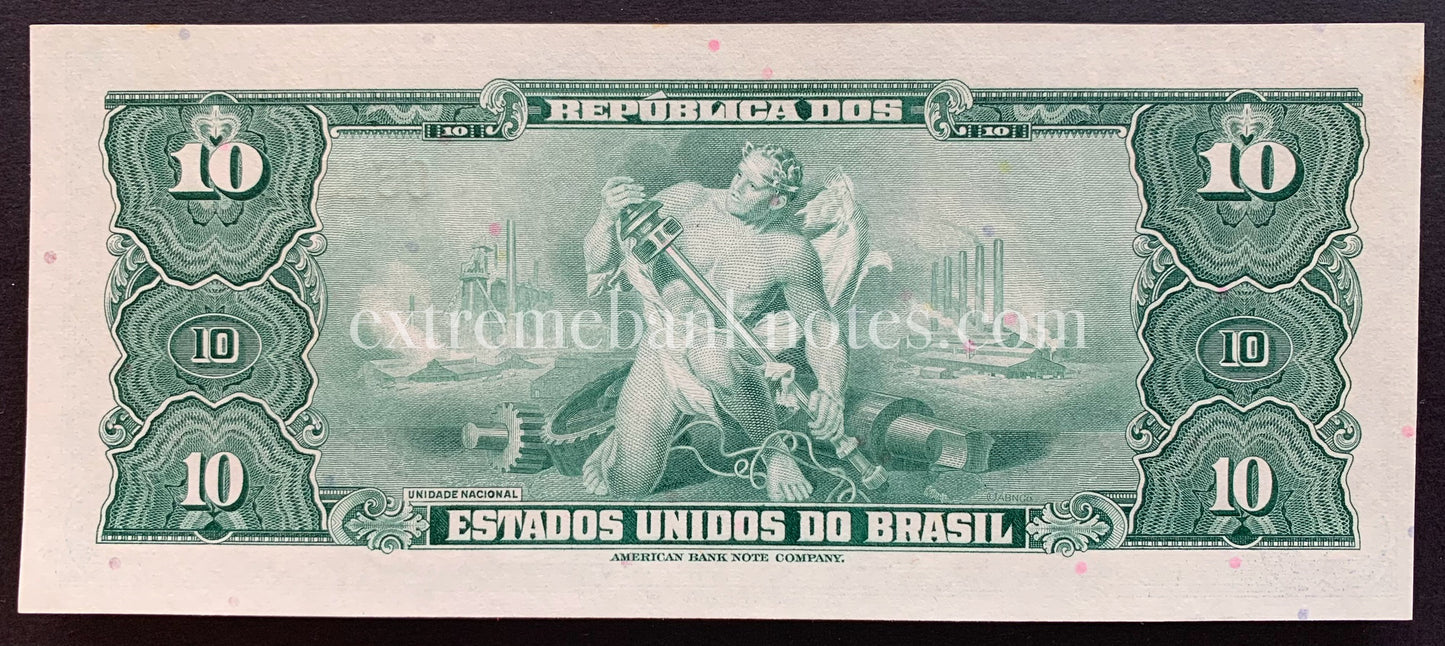 REPÚBLICA DOS
10 10
10 10
extremebanknotes.com
10 10
10 10
UNIDADE NACIONAL
©ABNCO
ESTADOS UNIDOS DO BRASIL
AMERICAN BANK NOTE COMPANY.